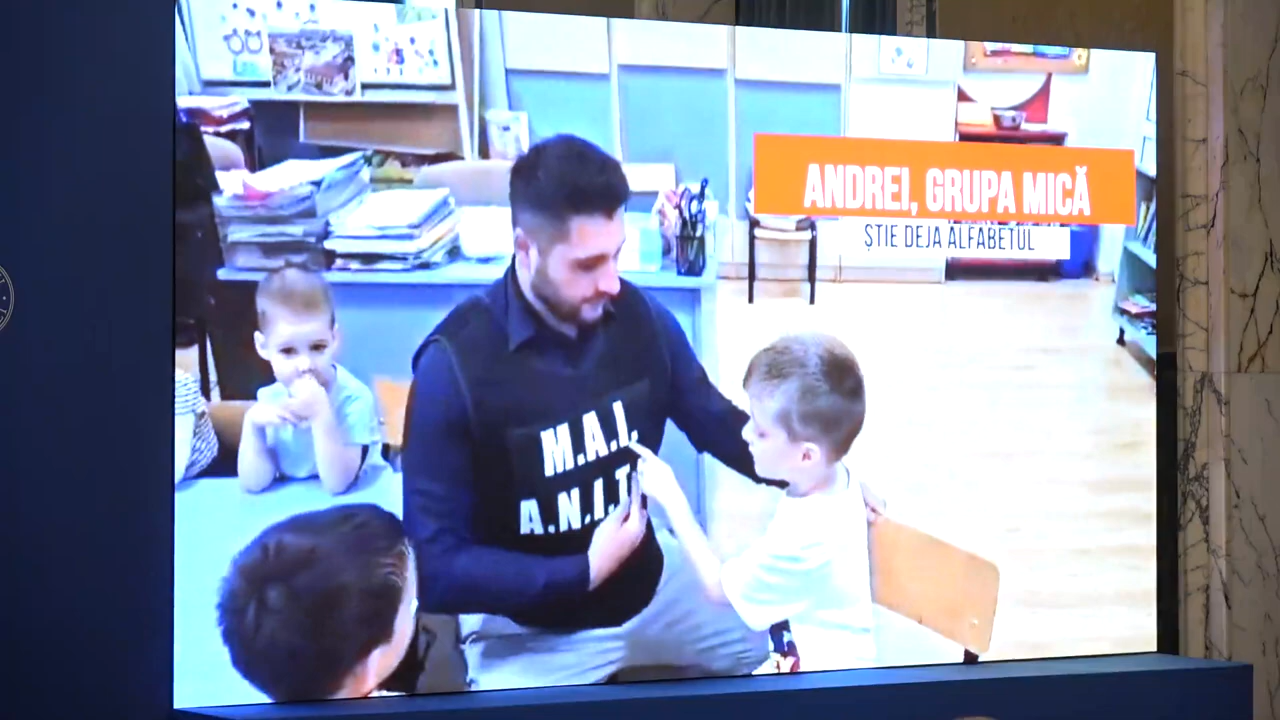 ANDREI, GRUPA MICĂ
ȘTIE DEJA ALFABETUL
M.A.I.
A.N.I.T.